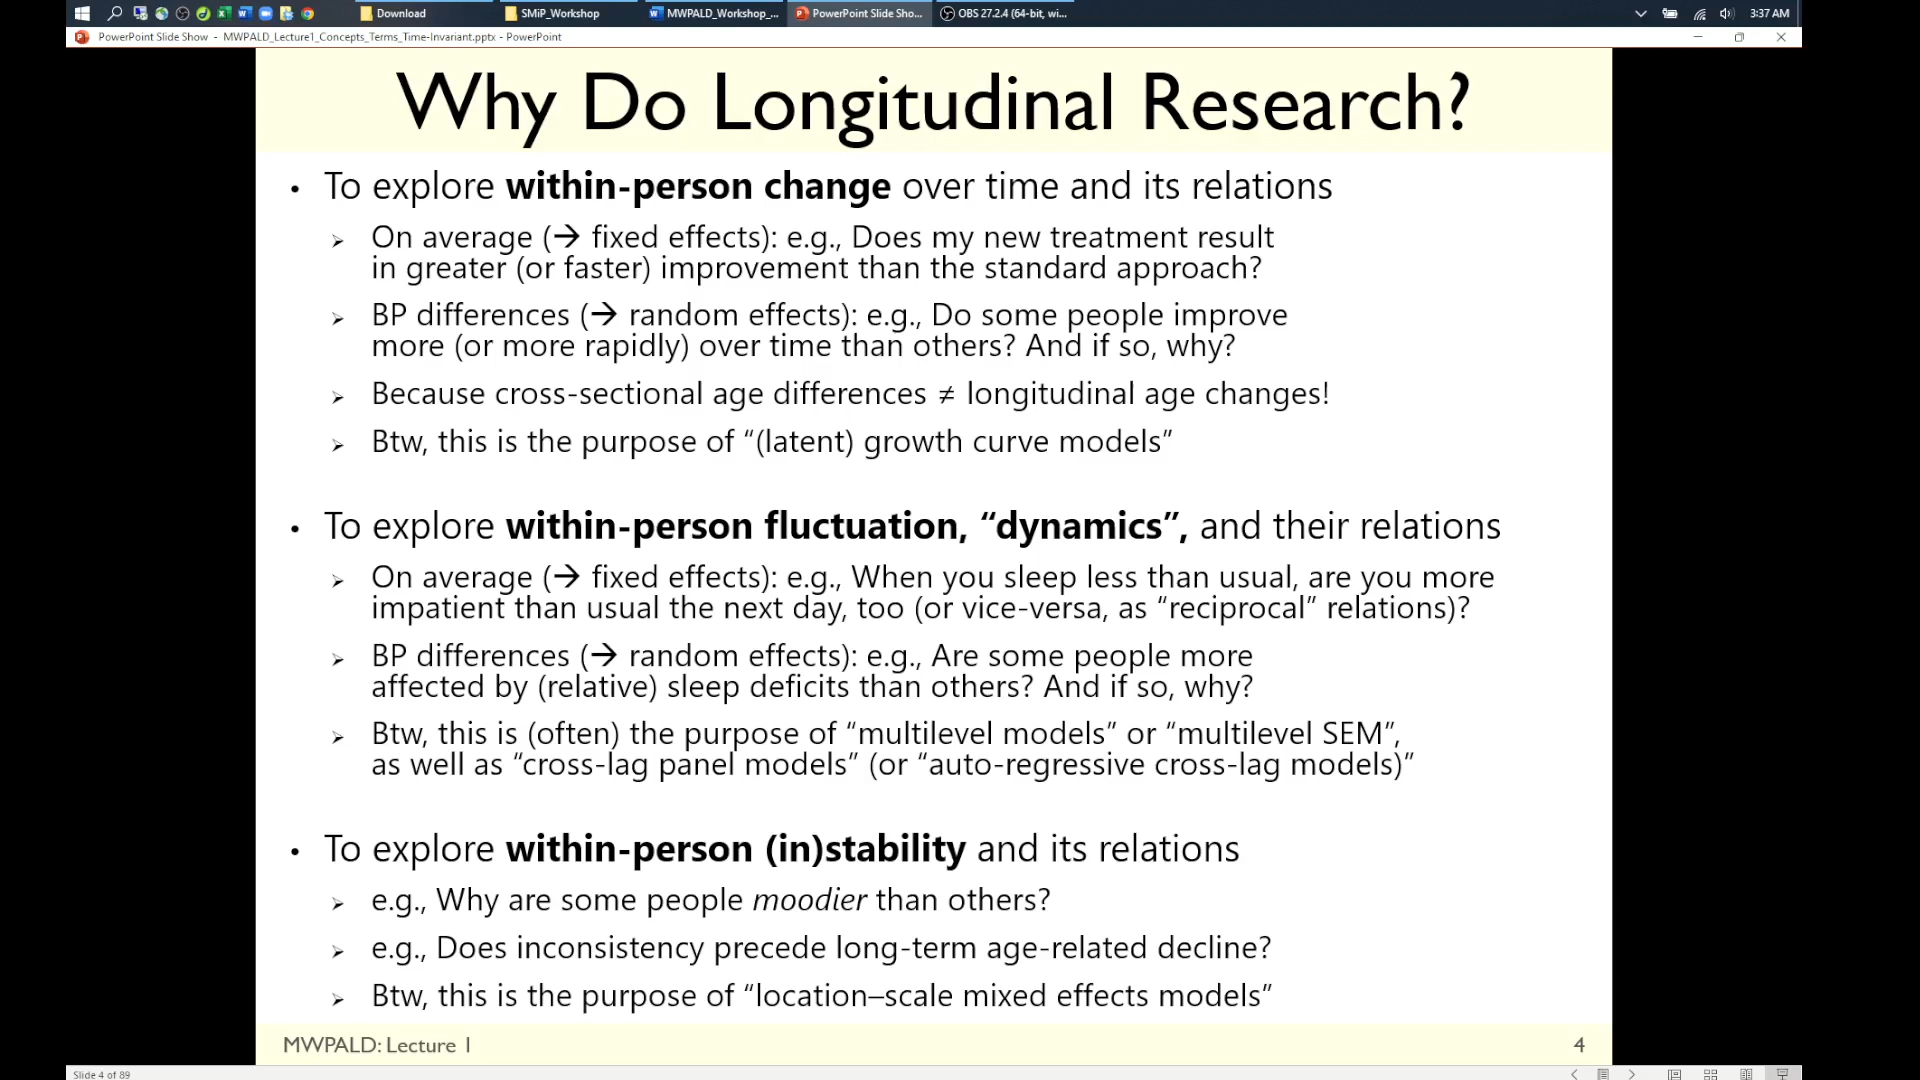 Download
SMiP_Workshop
MWPALD_Workshop_...
PowerPoint Slide Sho...
OBS 27.2.4 (64-bit, wi...
3:37 AM
PowerPoint Slide Show - MWPALD_Lecture1_Concepts_Terms_Time-Invariant.pptx - PowerPoint
Why Do Longitudinal Research?
• To explore within-person change over time and its relations
➢ On average (→ fixed effects): e.g., Does my new treatment result
in greater (or faster) improvement than the standard approach?
➢ BP differences (→ random effects): e.g., Do some people improve
more (or more rapidly) over time than others? And if so, why?
➢ Because cross-sectional age differences ≠ longitudinal age changes!
➢ Btw, this is the purpose of “(latent) growth curve models”
• To explore within-person fluctuation, “dynamics”, and their relations
➢ On average (→ fixed effects): e.g., When you sleep less than usual, are you more
impatient than usual the next day, too (or vice-versa, as “reciprocal” relations)?
➢ BP differences (→ random effects): e.g., Are some people more
affected by (relative) sleep deficits than others? And if so, why?
➢ Btw, this is (often) the purpose of “multilevel models” or “multilevel SEM”,
as well as “cross-lag panel models” (or “auto-regressive cross-lag models)”
• To explore within-person (in)stability and its relations
➢ e.g., Why are some people moodier than others?
➢ e.g., Does inconsistency precede long-term age-related decline?
➢ Btw, this is the purpose of “location–scale mixed effects models”
MWPALD: Lecture 1
4
Slide 4 of 89